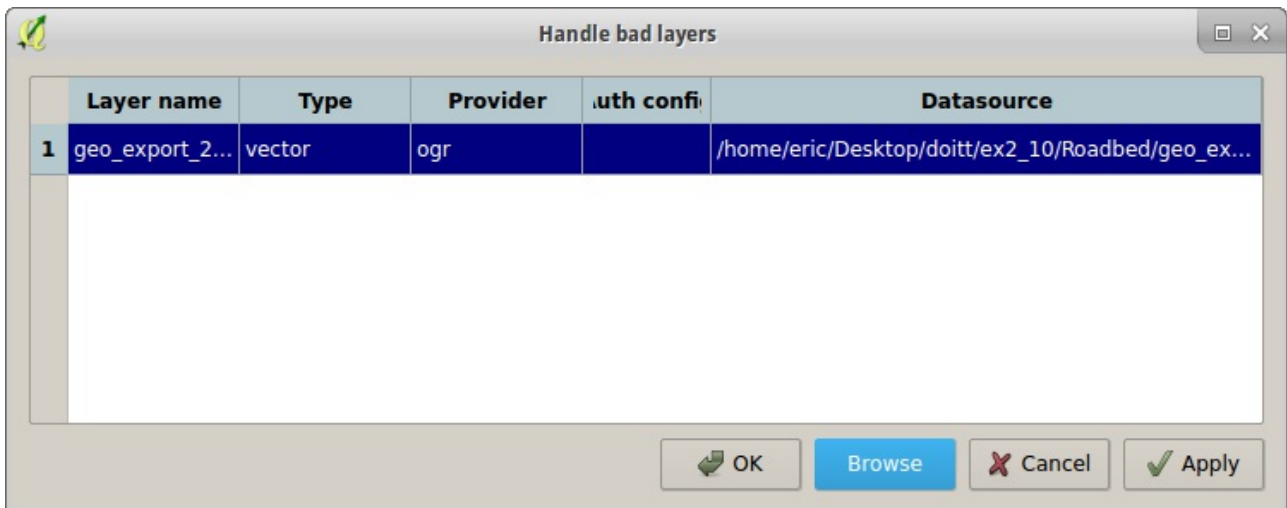 Handle bad layers
Layer name Type Provider uth confi Datasource
1 geo_export_2... vector ogr /home/eric/Desktop/doitt/ex2_10/Roadbed/geo_ex...
OK Browse Cancel Apply